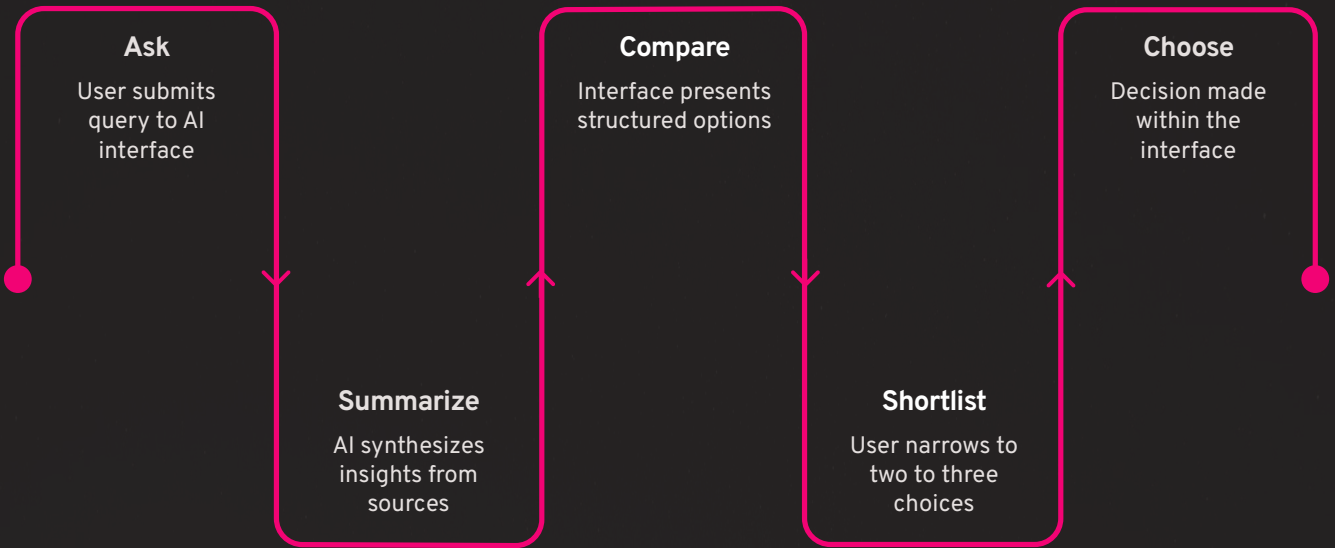 Ask
User submits
query to AI
interface
Summarize
AI synthesizes
insights from
sources
Compare
Interface presents
structured options
Shortlist
User narrows to
two to three
choices
Choose
Decision made
within the
interface